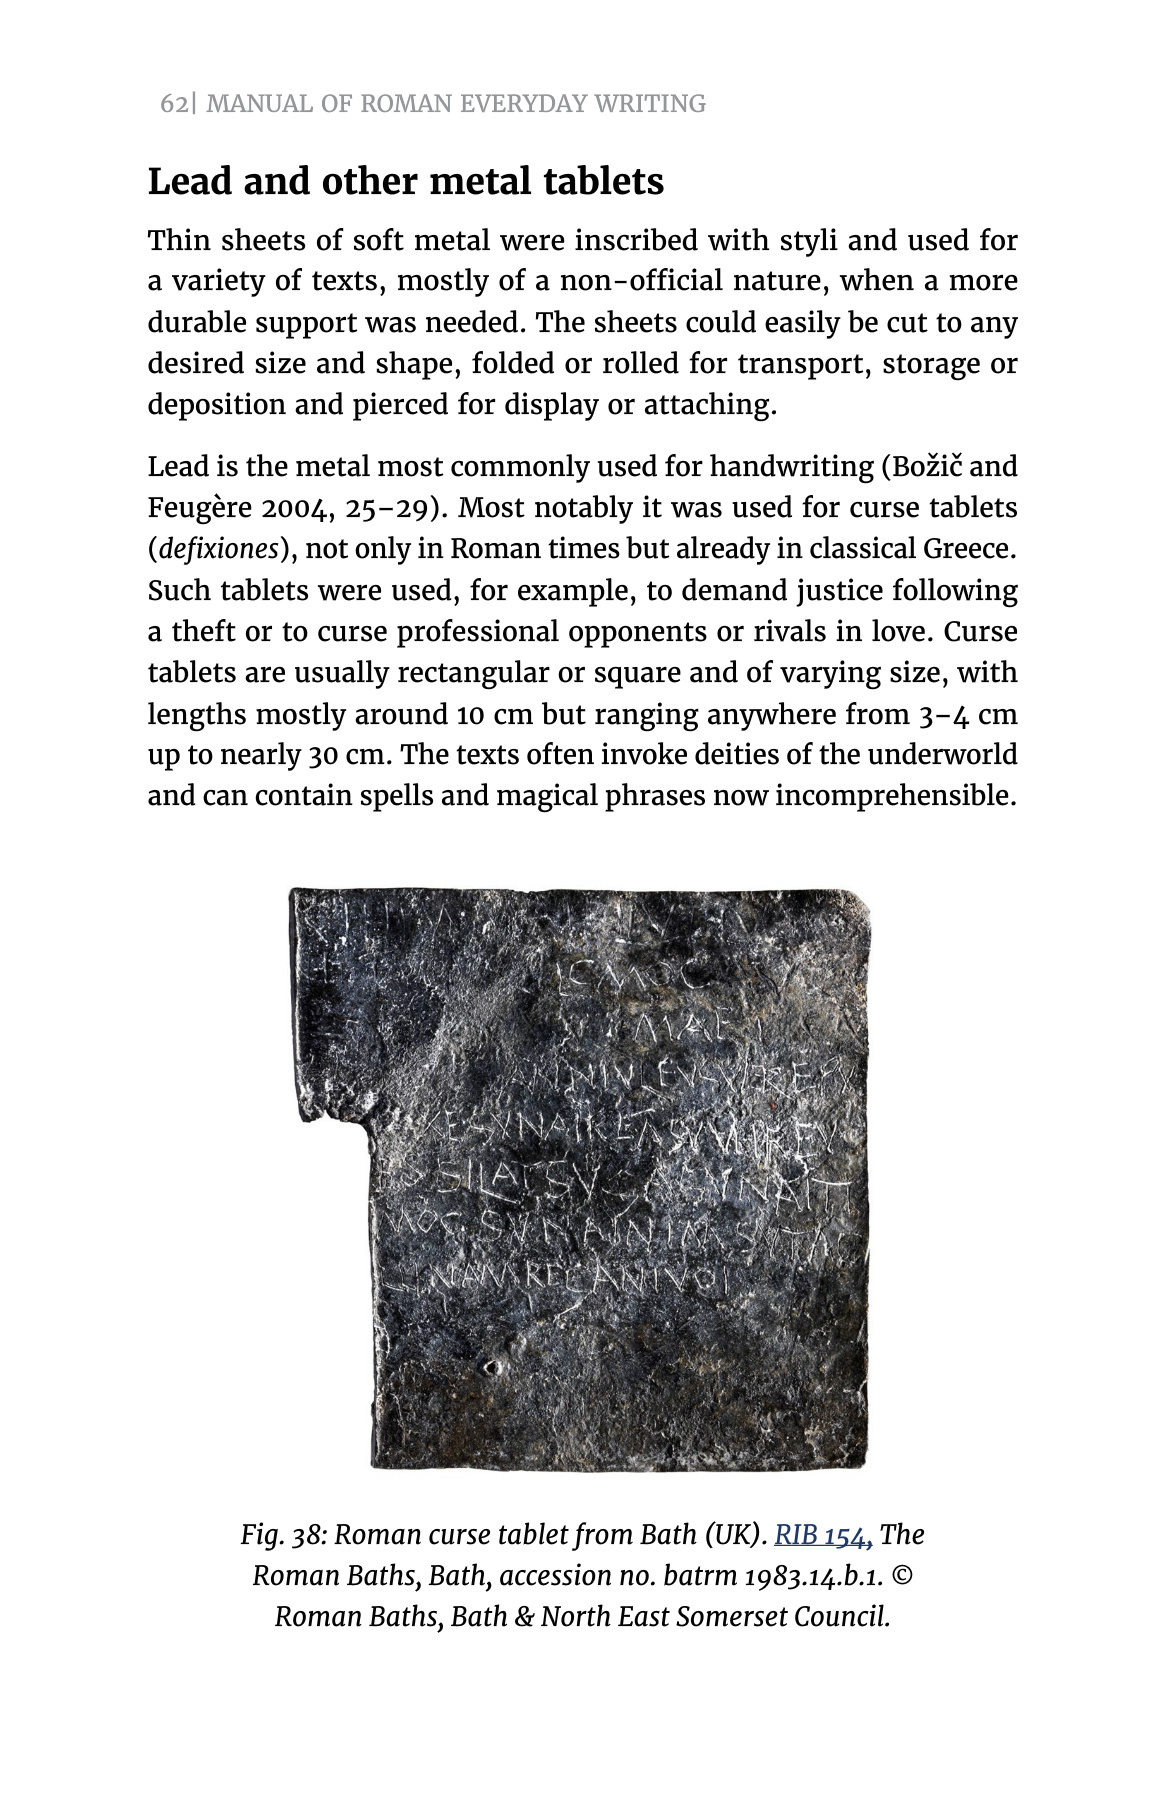 62| MANUAL OF ROMAN EVERYDAY WRITING
Lead and other metal tablets
Thin sheets of soft metal were inscribed with styli and used for
a variety of texts, mostly of a non-official nature, when a more
durable support was needed. The sheets could easily be cut to any
desired size and shape, folded or rolled for transport, storage or
deposition and pierced for display or attaching.
Lead is the metal most commonly used for handwriting (Božič and
Feugère 2004, 25–29). Most notably it was used for curse tablets
(defixiones), not only in Roman times but already in classical Greece.
Such tablets were used, for example, to demand justice following
a theft or to curse professional opponents or rivals in love. Curse
tablets are usually rectangular or square and of varying size, with
lengths mostly around 10 cm but ranging anywhere from 3–4 cm
up to nearly 30 cm. The texts often invoke deities of the underworld
and can contain spells and magical phrases now incomprehensible.
Fig. 38: Roman curse tablet from Bath (UK). RIB 154, The
Roman Baths, Bath, accession no. batrm 1983.14.b.1. ©
Roman Baths, Bath & North East Somerset Council.